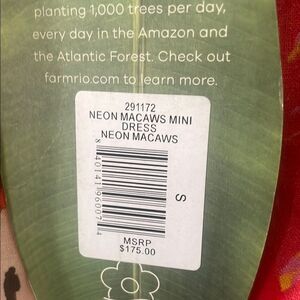 planting 1,000 trees per day,
every day in the Amazon and
the Atlantic Forest. Check out
farmrio.com to learn more.
291172
NEON MACAWS MINI
DRESS
NEON MACAWS
S
MSRP
$175.00